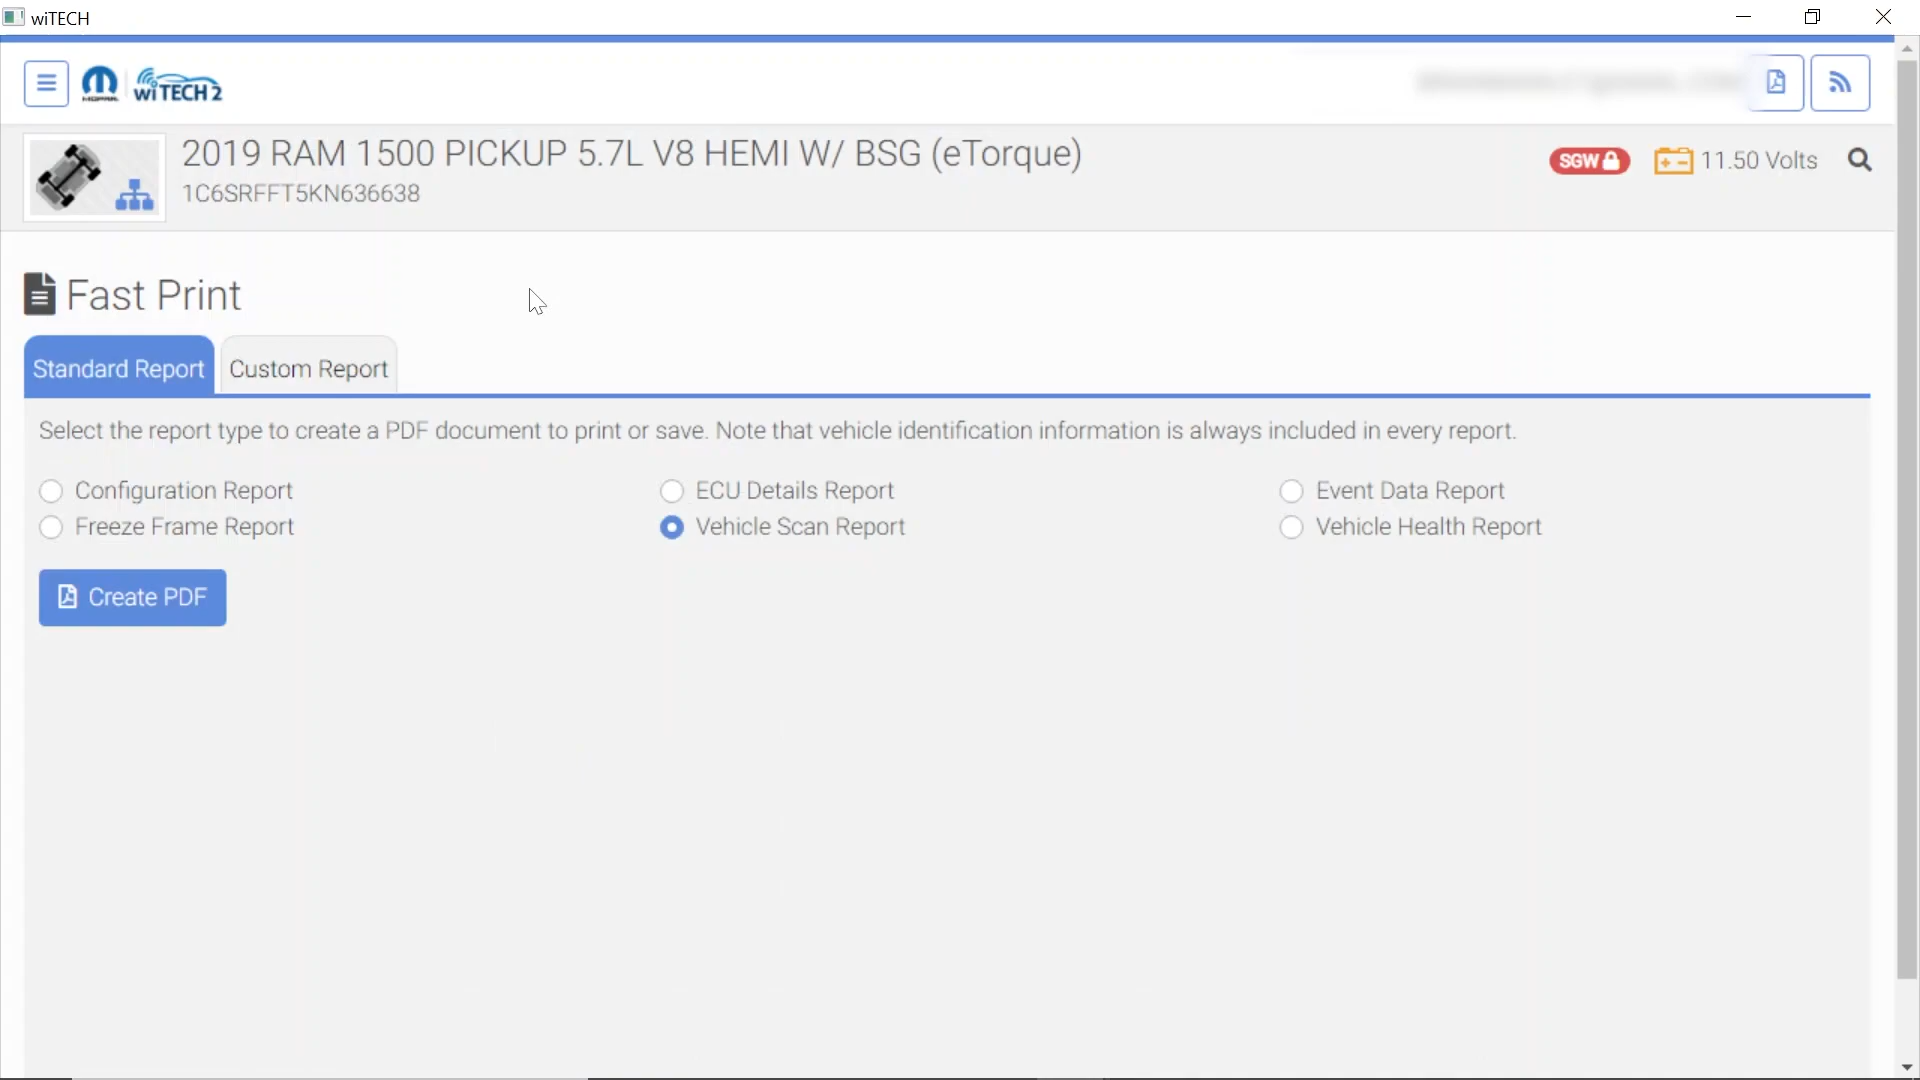 wiTECH
MOPAR wiTECH 2
2019 RAM 1500 PICKUP 5.7L V8 HEMI W/ BSG (eTorque)
SGW 11.50 Volts
1C6SRFFT5KN636638
Fast Print
Standard Report Custom Report
Select the report type to create a PDF document to print or save. Note that vehicle identification information is always included in every report.
Configuration Report ECU Details Report Event Data Report
Freeze Frame Report Vehicle Scan Report Vehicle Health Report
Create PDF